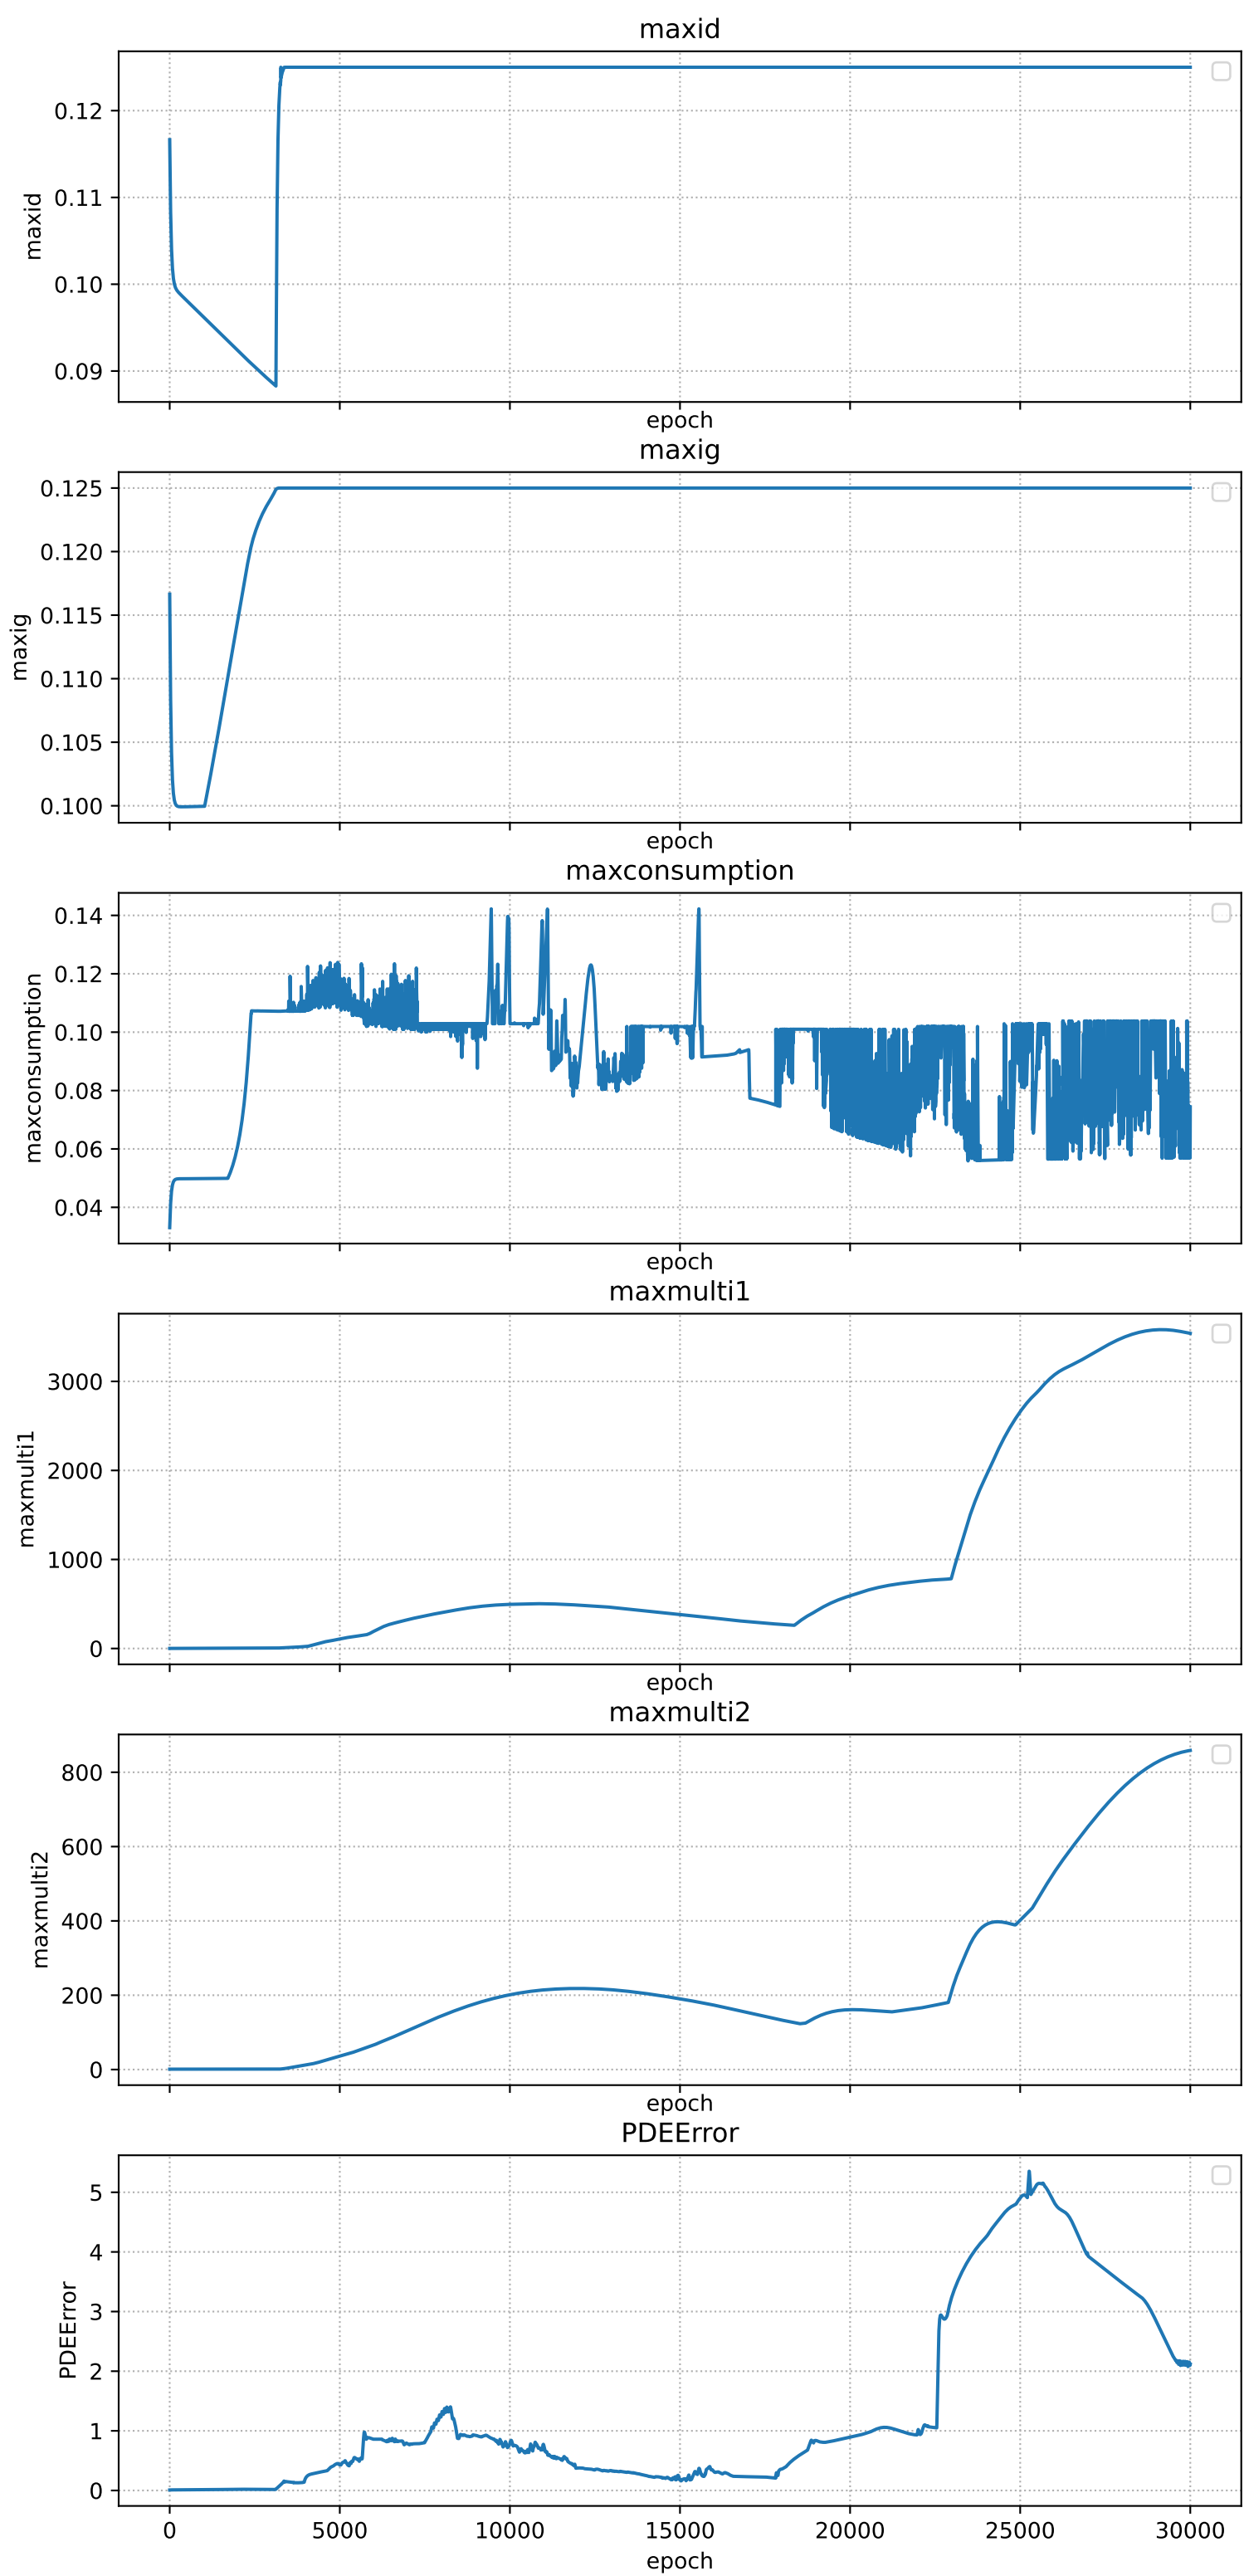 maxid
0.12
0.11
0.10
0.09
maxid
epoch
maxig
0.125
0.120
0.115
0.110
0.105
0.100
maxig
epoch
maxconsumption
0.14
0.12
0.10
0.08
0.06
0.04
maxconsumption
epoch
maxmulti1
3000
2000
1000
0
maxmulti1
epoch
maxmulti2
800
600
400
200
0
maxmulti2
epoch
PDEError
5
4
3
2
1
0
PDEError
0 5000 10000 15000 20000 25000 30000
epoch